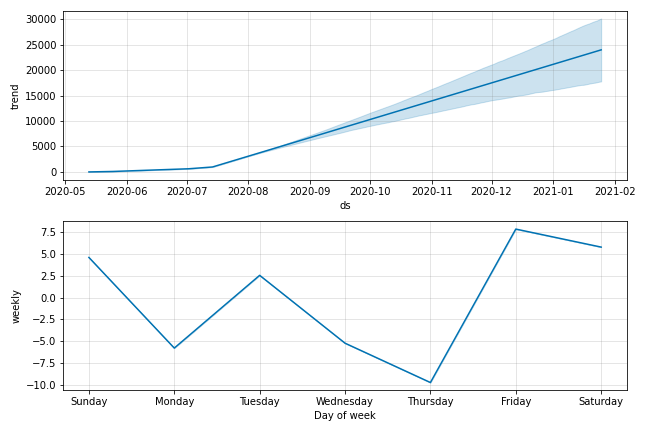 30000
25000
20000
15000
10000
5000
0
trend
2020-05 2020-06 2020-07 2020-08 2020-09 2020-10 2020-11 2020-12 2021-01 2021-02
ds
7.5
5.0
2.5
0.0
−2.5
−5.0
−7.5
−10.0
weekly
Sunday Monday Tuesday Wednesday Thursday Friday Saturday
Day of week